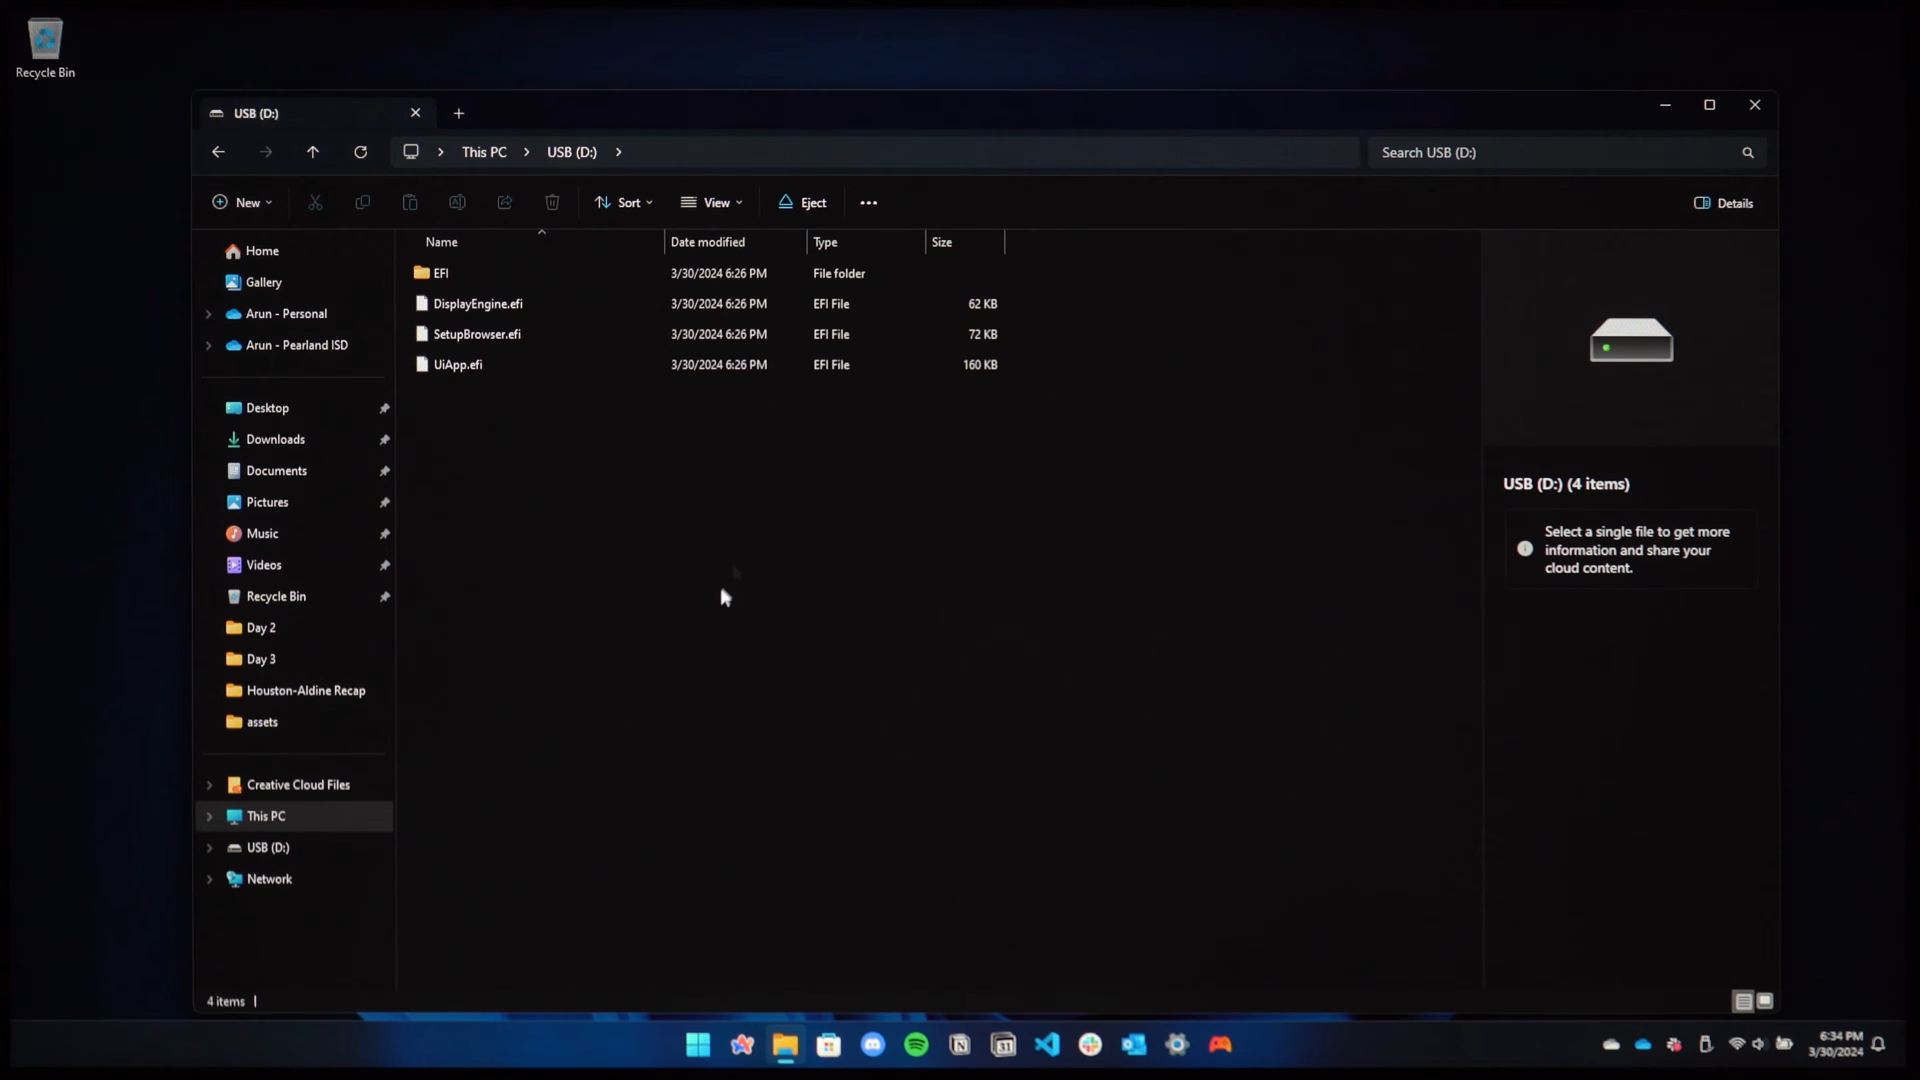 Recycle Bin
USB (D:)
This PC
USB (D:)
Search USB (D:)
New
Sort
View
Eject
Details
Name
Date modified
Type
Size
EFI
3/30/2024 6:26 PM
File folder
DisplayEngine.efi
3/30/2024 6:26 PM
EFI File
62 KB
SetupBrowser.efi
3/30/2024 6:26 PM
EFI File
72 KB
UiApp.efi
3/30/2024 6:26 PM
EFI File
160 KB
Home
Gallery
Arun - Personal
Arun - Pearland ISD
Desktop
Downloads
Documents
Pictures
Music
Videos
Recycle Bin
Day 2
Day 3
Houston-Aldine Recap
assets
Creative Cloud Files
This PC
USB (D:)
Network
USB (D:) (4 items)
Select a single file to get more
information and share your
cloud content.
4 items
31
6:34 PM
3/30/2024